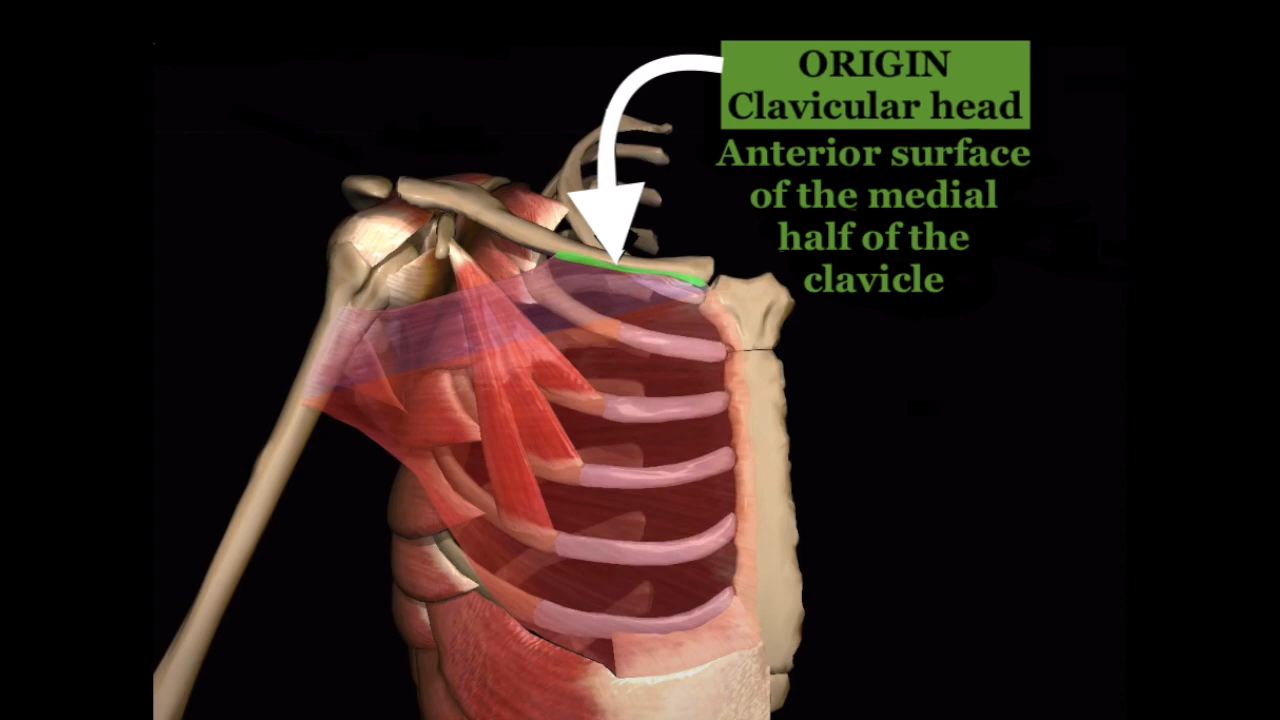 ORIGIN
Clavicular head
Anterior surface
of the medial
half of the
clavicle